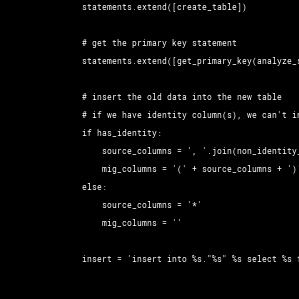 statements.extend([create_table])
# get the primary key statement
statements.extend([get_primary_key(analyze_s
# insert the old data into the new table
# if we have identity column(s), we can't i
if has_identity:
source_columns = ', '.join(non_identity_
mig_columns = '(' + source_columns + ')'
else:
source_columns = '*'
mig_columns = ''
insert = 'insert into %s."%s" %s select %s f